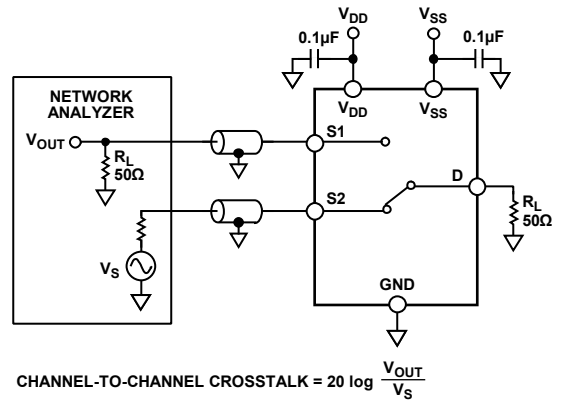 VDD
VSS
0.1µF
0.1µF
VDD
VSS
NETWORK
ANALYZER
VOUT
RL
50Ω
S1
S2
D
VS
RL
50Ω
GND
CHANNEL-TO-CHANNEL CROSSTALK = 20 log VOUT
VS